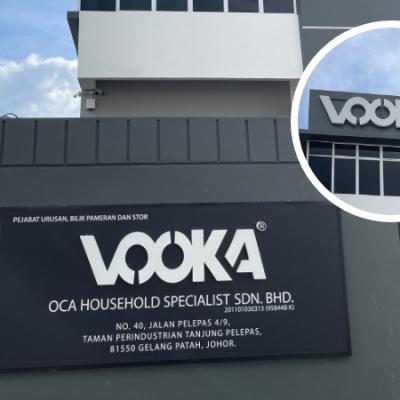 VOOK
PEJABAT URUSAN, BILIK PAMERAN DAN STOR
VOOKA®
OCA HOUSEHOLD SPECIALIST SDN. BHD.
201101030315 (958448-K)
NO. 40, JALAN PELEPAS 4/9,
TAMAN PERINDUSTRIAN TANJUNG PELEPAS,
81550 GELANG PATAH, JOHOR.